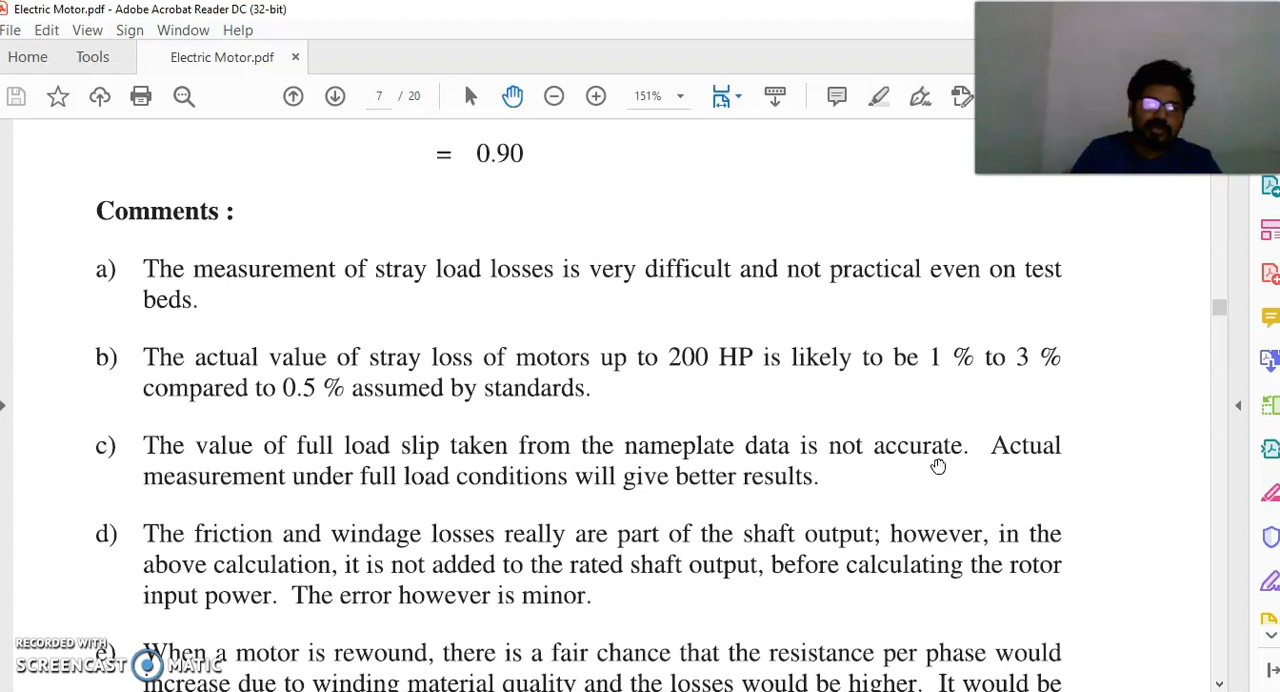 Electric Motor.pdf - Adobe Acrobat Reader DC (32-bit)
File Edit View Sign Window Help
Home Tools Electric Motor.pdf ×
7 / 20 151%
= 0.90
Comments :
a) The measurement of stray load losses is very difficult and not practical even on test
beds.
b) The actual value of stray loss of motors up to 200 HP is likely to be 1 % to 3 %
compared to 0.5 % assumed by standards.
c) The value of full load slip taken from the nameplate data is not accurate. Actual
measurement under full load conditions will give better results.
d) The friction and windage losses really are part of the shaft output; however, in the
above calculation, it is not added to the rated shaft output, before calculating the rotor
input power. The error however is minor.
e) When a motor is rewound, there is a fair chance that the resistance per phase would
increase due to winding material quality and the losses would be higher. It would be
RECORDED WITH
SCREENCAST MATIC